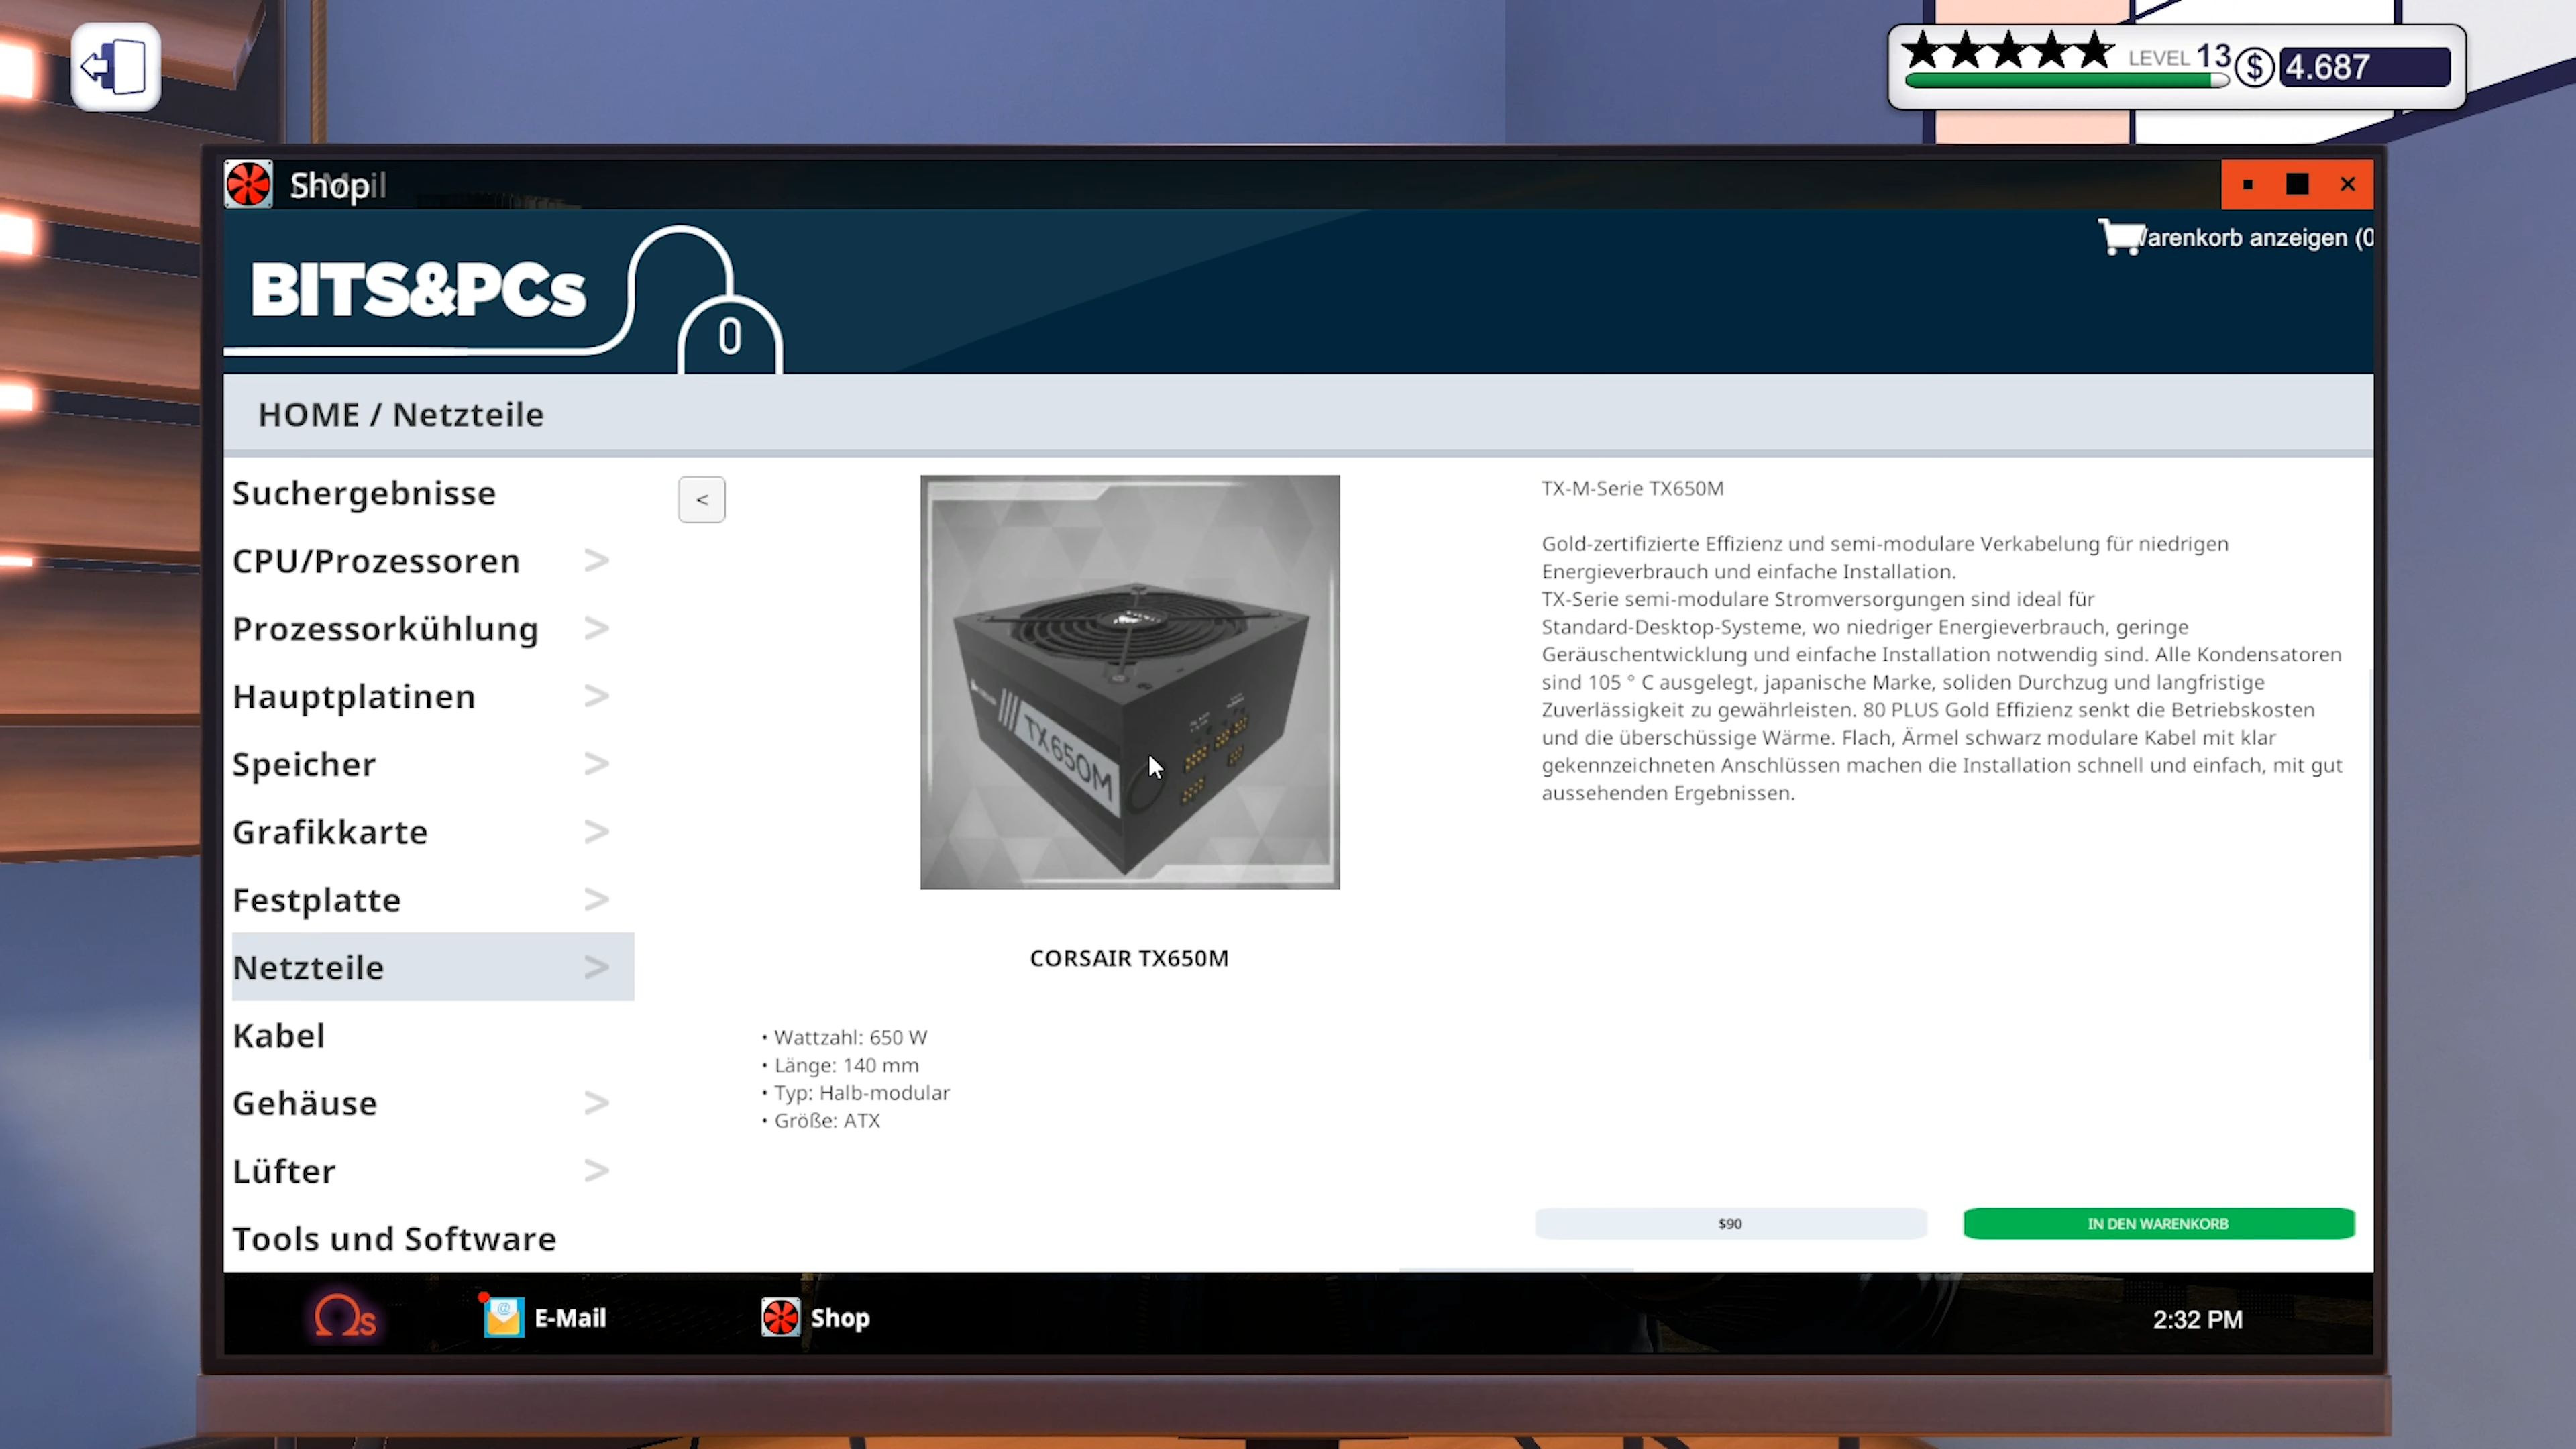 LEVEL 13
$ 4.687
Shop
arenkorb anzeigen (0
BITS&PCs
HOME / Netzteile
Suchergebnisse
CPU/Prozessoren >
Prozessorkühlung >
Hauptplatinen >
Speicher >
Grafikkarte >
Festplatte >
Netzteile >
Kabel
Gehäuse >
Lüfter >
Tools und Software
<
TX650M
CORSAIR TX650M
• Wattzahl: 650 W
• Länge: 140 mm
• Typ: Halb-modular
• Größe: ATX
TX-M-Serie TX650M
Gold-zertifizierte Effizienz und semi-modulare Verkabelung für niedrigen
Energieverbrauch und einfache Installation.
TX-Serie semi-modulare Stromversorgungen sind ideal für
Standard-Desktop-Systeme, wo niedriger Energieverbrauch, geringe
Geräuschentwicklung und einfache Installation notwendig sind. Alle Kondensatoren
sind 105 ° C ausgelegt, japanische Marke, soliden Durchzug und langfristige
Zuverlässigkeit zu gewährleisten. 80 PLUS Gold Effizienz senkt die Betriebskosten
und die überschüssige Wärme. Flach, Ärmel schwarz modulare Kabel mit klar
gekennzeichneten Anschlüssen machen die Installation schnell und einfach, mit gut
aussehenden Ergebnissen.
$90
IN DEN WARENKORB
Ωs
E-Mail
Shop
2:32 PM